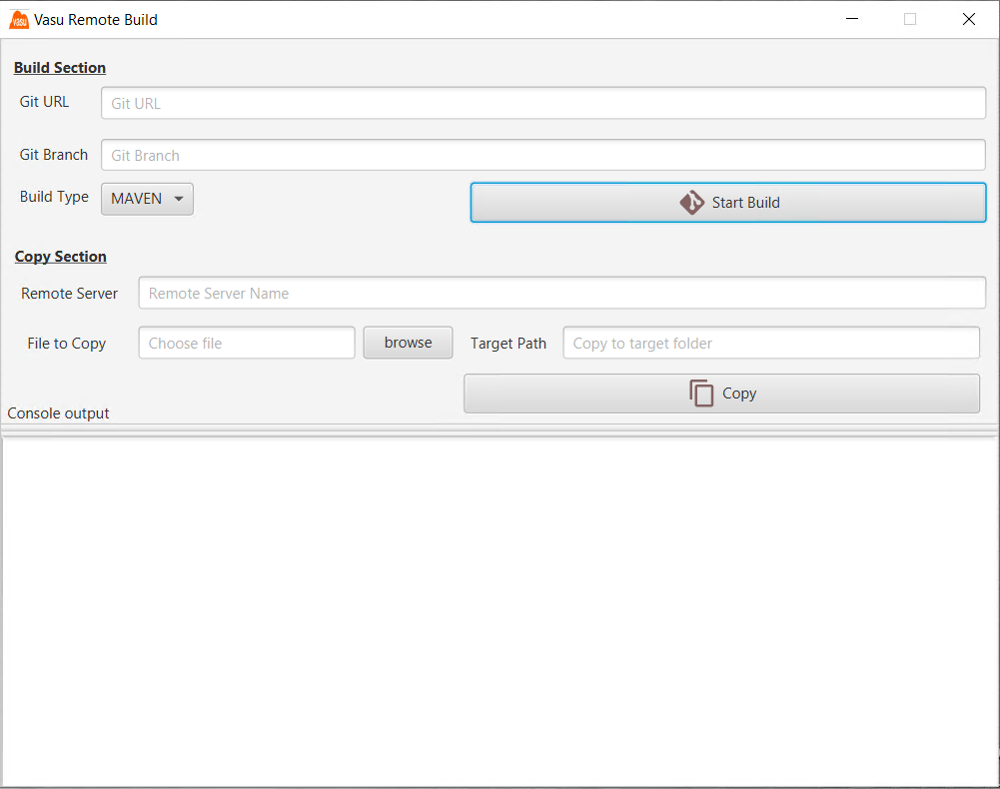 vasu Vasu Remote Build
Build Section
Git URL Git URL
Git Branch Git Branch
Build Type MAVEN Start Build
Copy Section
Remote Server Remote Server Name
File to Copy Choose file browse Target Path Copy to target folder
Copy
Console output